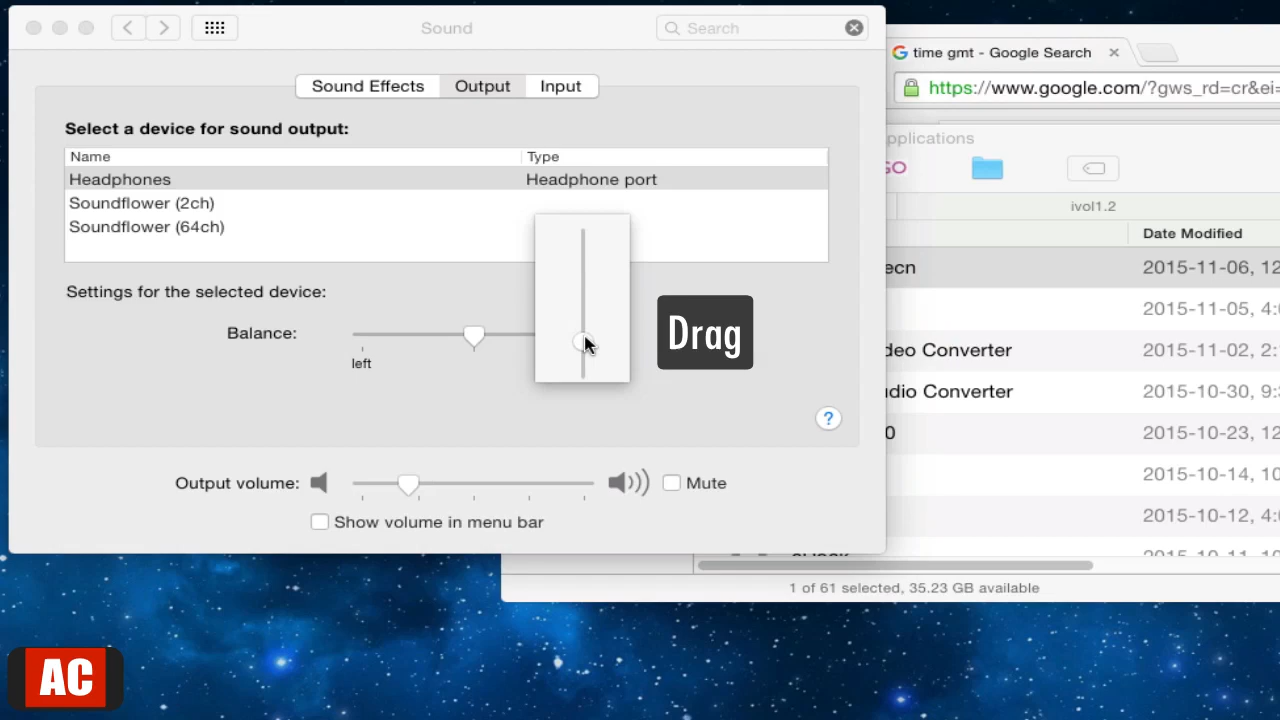 Sound
Search
Sound Effects
Output
Input
Select a device for sound output:
Name Type
Headphones Headphone port
Soundflower (2ch)
Soundflower (64ch)
Settings for the selected device:
Balance:
left
Drag
?
Output volume:
Mute
Show volume in menu bar
time gmt - Google Search
https://www.google.com/?gws_rd=cr&ei=
pplications
GO
ivol1.2
Date Modified
ecn 2015-11-06, 12
2015-11-05, 4:
deo Converter 2015-11-02, 2:
udio Converter 2015-10-30, 9:
0 2015-10-23, 12
2015-10-14, 10
2015-10-12, 4:
2015-10-11, 10
1 of 61 selected, 35.23 GB available
AC